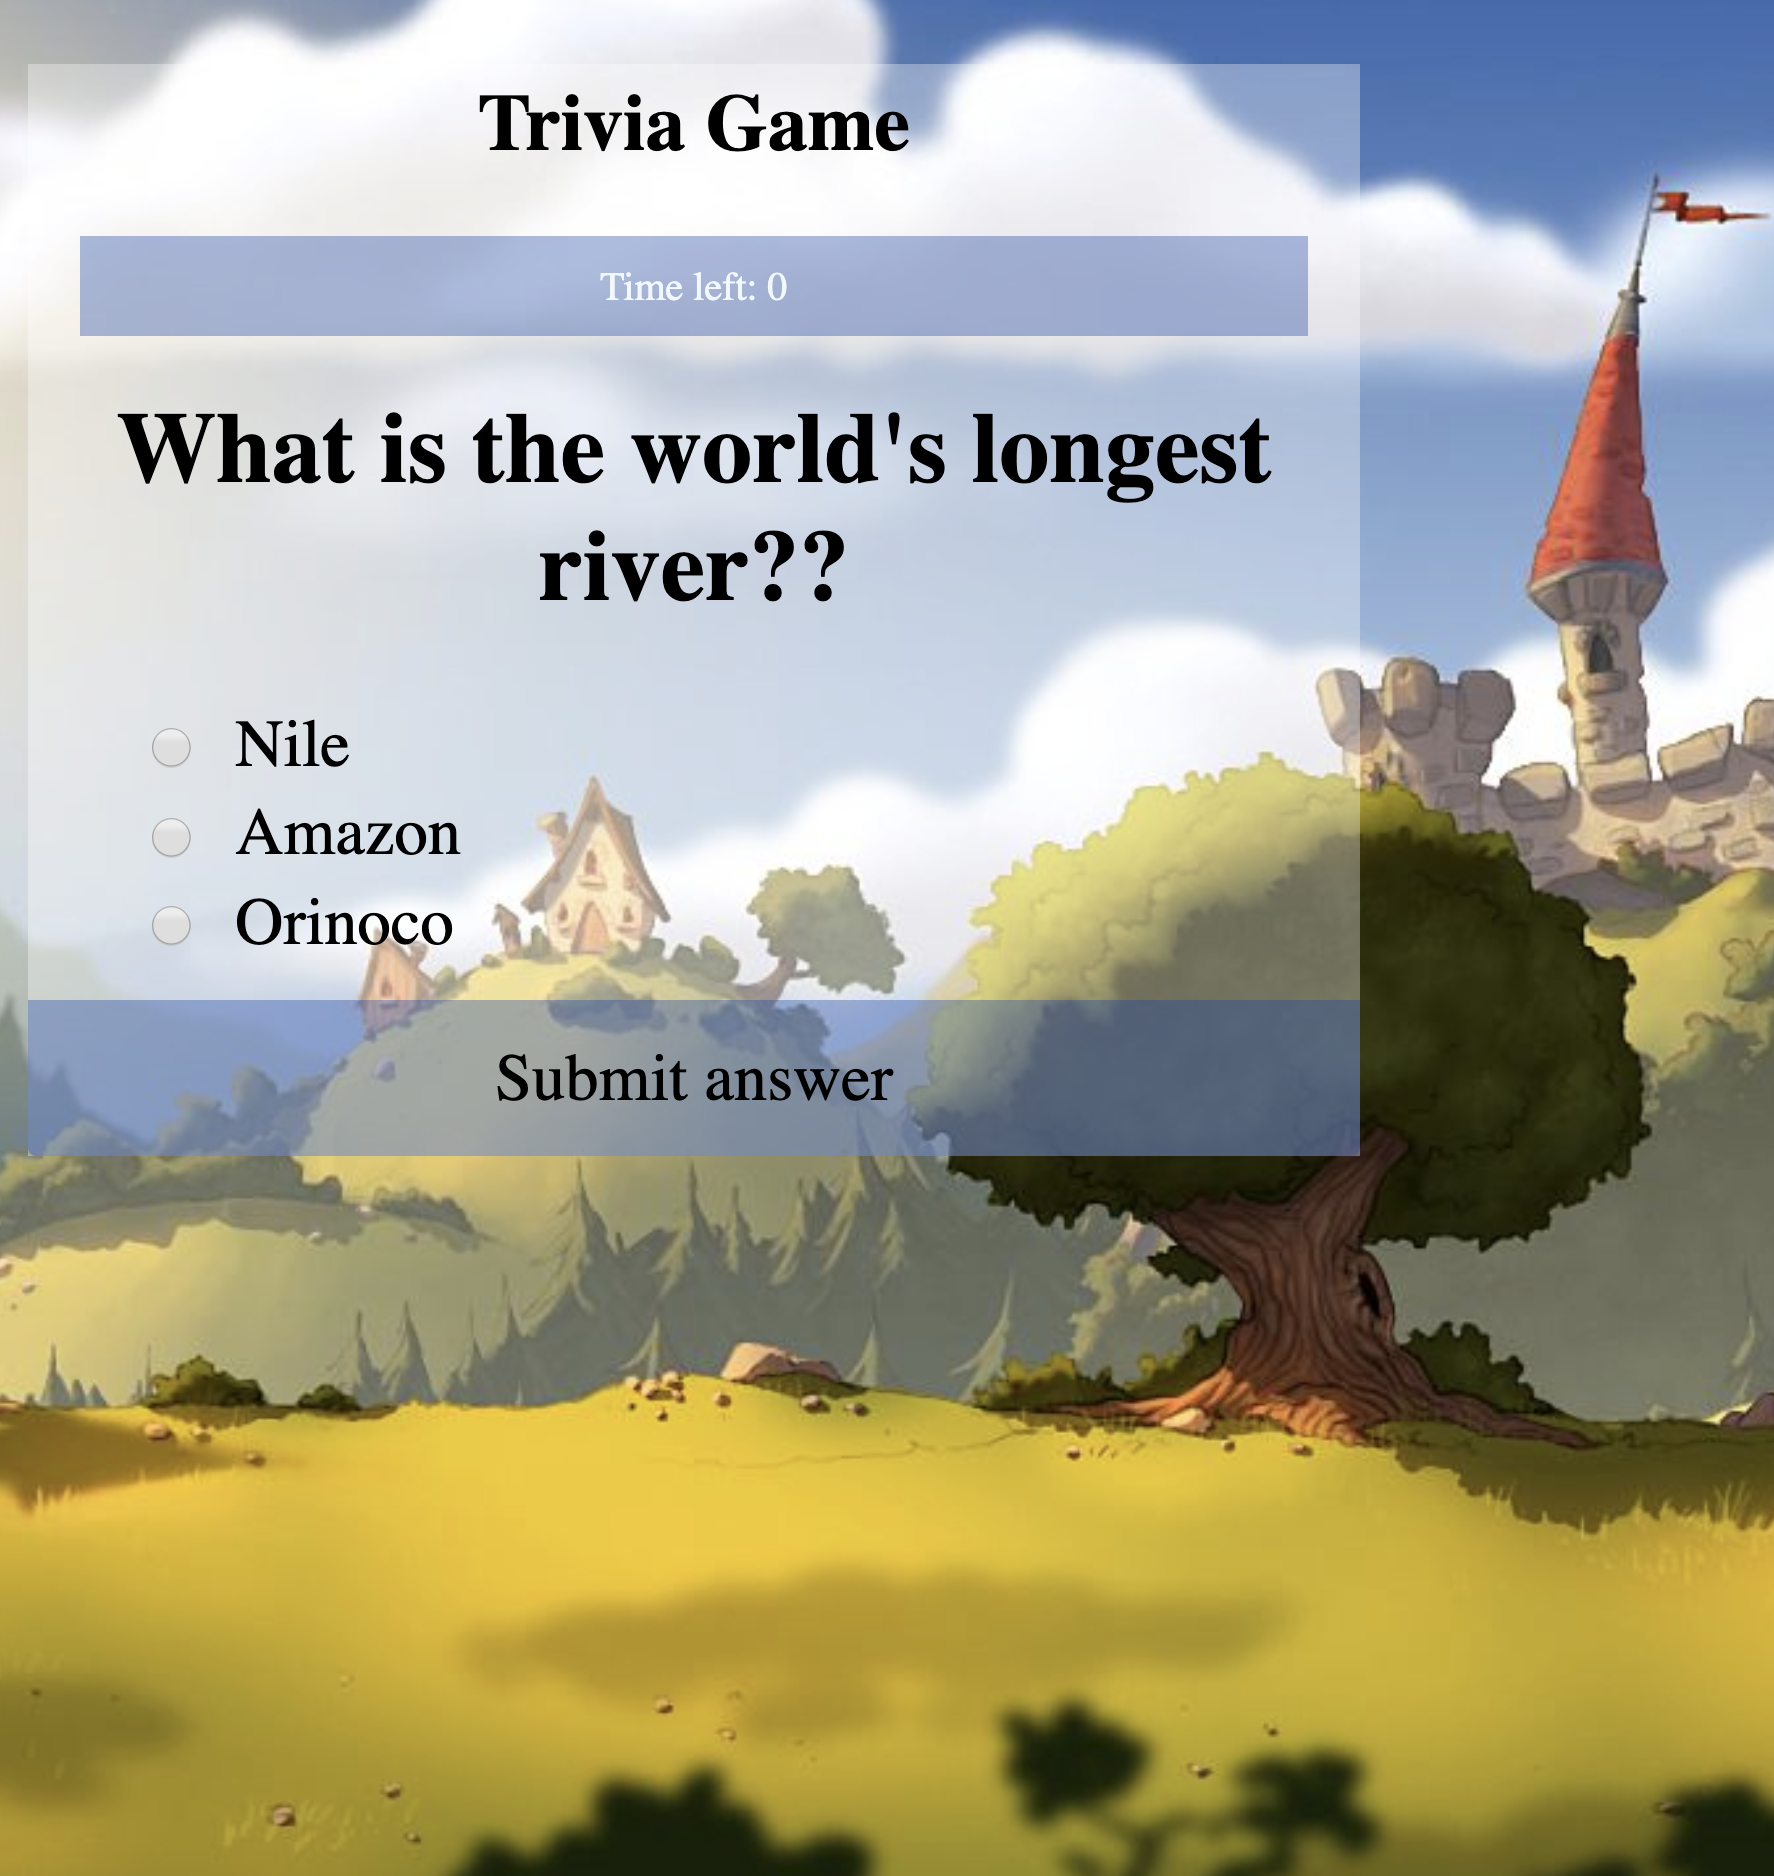 Trivia Game
Time left: 0
What is the world's longest
river??
Nile
Amazon
Orinoco
Submit answer